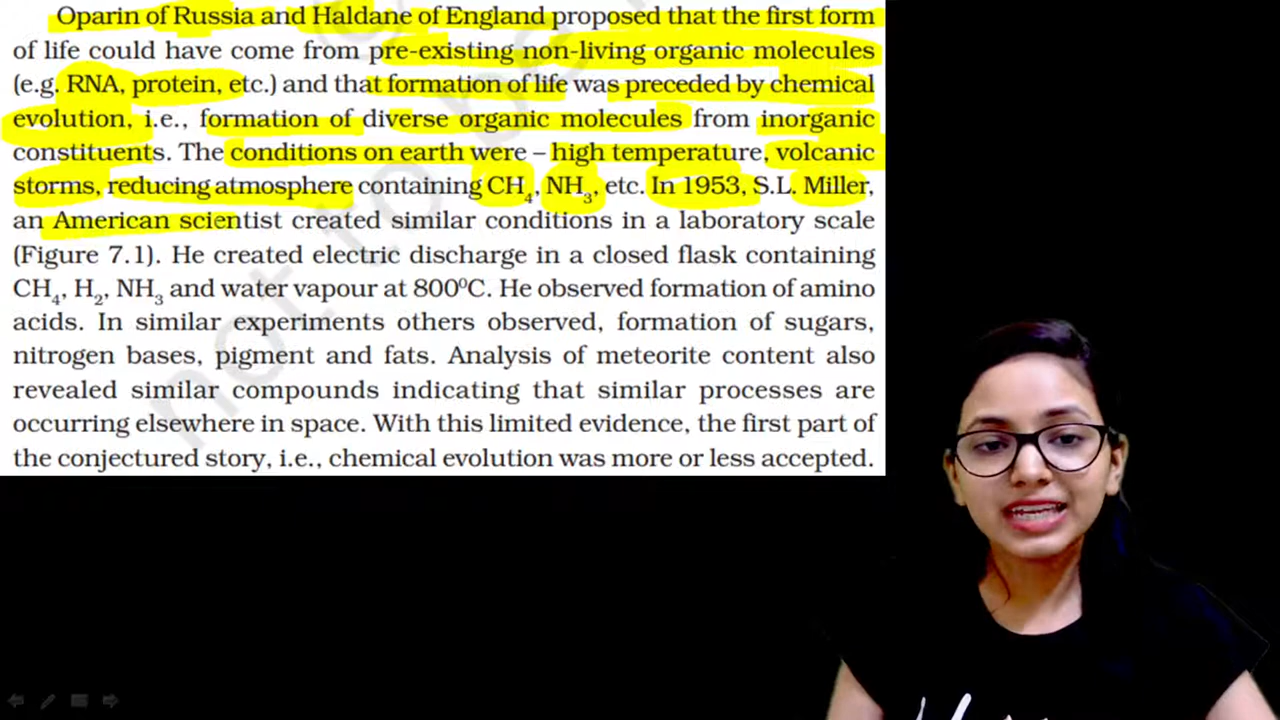 Oparin of Russia and Haldane of England proposed that the first form
of life could have come from pre-existing non-living organic molecules
(e.g. RNA, protein, etc.) and that formation of life was preceded by chemical
evolution, i.e., formation of diverse organic molecules from inorganic
constituents. The conditions on earth were – high temperature, volcanic
storms, reducing atmosphere containing CH₄, NH₃, etc. In 1953, S.L. Miller,
an American scientist created similar conditions in a laboratory scale
(Figure 7.1). He created electric discharge in a closed flask containing
CH₄, H₂, NH₃ and water vapour at 800⁰C. He observed formation of amino
acids. In similar experiments others observed, formation of sugars,
nitrogen bases, pigment and fats. Analysis of meteorite content also
revealed similar compounds indicating that similar processes are
occurring elsewhere in space. With this limited evidence, the first part of
the conjectured story, i.e., chemical evolution was more or less accepted.
not to be